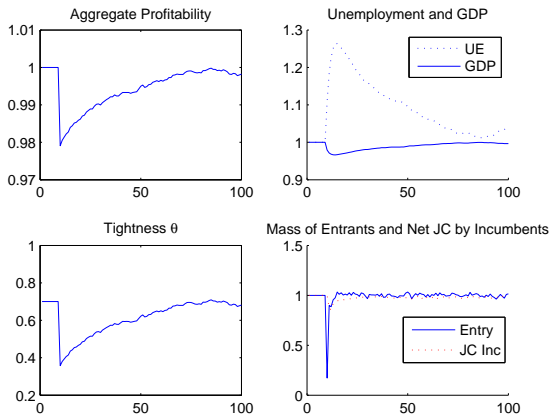 Aggregate Profitability
1.01
1
0.99
0.98
0.97
0 50 100
Unemployment and GDP
1.3
1.2
1.1
1
0.9
0 50 100
UE
GDP
Tightness θ
1
0.8
0.6
0.4
0.2
0 50 100
Mass of Entrants and Net JC by Incumbents
1.5
1
0.5
0
0 50 100
Entry
JC Inc